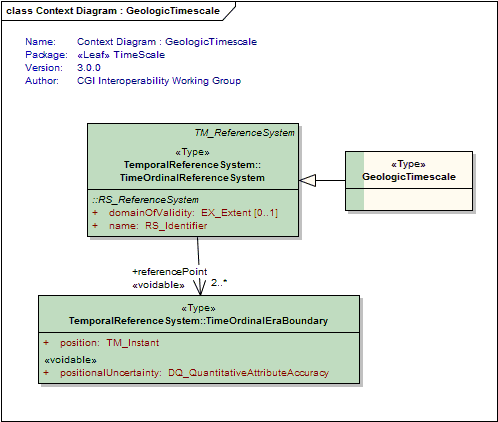 class Context Diagram : GeologicTimescale
Name: Context Diagram : GeologicTimescale
Package: «Leaf» TimeScale
Version: 3.0.0
Author: CGI Interoperability Working Group
TM_ReferenceSystem
«Type»
TemporalReferenceSystem::
TimeOrdinalReferenceSystem
::RS_ReferenceSystem
+ domainOfValidity: EX_Extent [0..1]
+ name: RS_Identifier
«Type»
GeologicTimescale
+referencePoint
«voidable» 2..*
«Type»
TemporalReferenceSystem::TimeOrdinalEraBoundary
+ position: TM_Instant
«voidable»
+ positionalUncertainty: DQ_QuantitativeAttributeAccuracy